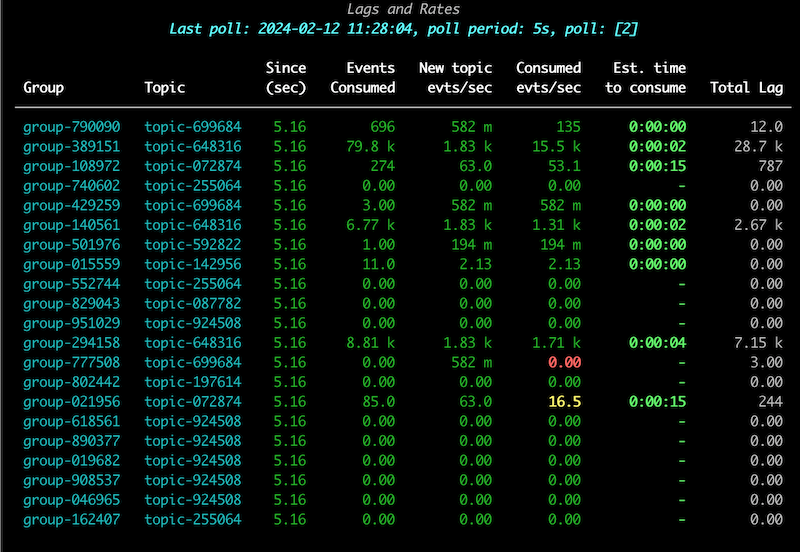 Lags and Rates
Last poll: 2024-02-12 11:28:04, poll period: 5s, poll: [2]
Since Events New topic Consumed Est. time
Group Topic (sec) Consumed evts/sec evts/sec to consume Total Lag
group-790090 topic-699684 5.16 696 582 m 135 0:00:00 12.0
group-389151 topic-648316 5.16 79.8 k 1.83 k 15.5 k 0:00:02 28.7 k
group-108972 topic-072874 5.16 274 63.0 53.1 0:00:15 787
group-740602 topic-255064 5.16 0.00 0.00 0.00 - 0.00
group-429259 topic-699684 5.16 3.00 582 m 582 m 0:00:00 0.00
group-140561 topic-648316 5.16 6.77 k 1.83 k 1.31 k 0:00:02 2.67 k
group-501976 topic-592822 5.16 1.00 194 m 194 m 0:00:00 0.00
group-015559 topic-142956 5.16 11.0 2.13 2.13 0:00:00 0.00
group-552744 topic-255064 5.16 0.00 0.00 0.00 - 0.00
group-829043 topic-087782 5.16 0.00 0.00 0.00 - 0.00
group-951029 topic-924508 5.16 0.00 0.00 0.00 - 0.00
group-294158 topic-648316 5.16 8.81 k 1.83 k 1.71 k 0:00:04 7.15 k
group-777508 topic-699684 5.16 0.00 582 m 0.00 - 3.00
group-802442 topic-197614 5.16 0.00 0.00 0.00 - 0.00
group-021956 topic-072874 5.16 85.0 63.0 16.5 0:00:15 244
group-618561 topic-924508 5.16 0.00 0.00 0.00 - 0.00
group-890377 topic-924508 5.16 0.00 0.00 0.00 - 0.00
group-019682 topic-924508 5.16 0.00 0.00 0.00 - 0.00
group-908537 topic-924508 5.16 0.00 0.00 0.00 - 0.00
group-046965 topic-924508 5.16 0.00 0.00 0.00 - 0.00
group-162407 topic-255064 5.16 0.00 0.00 0.00 - 0.00